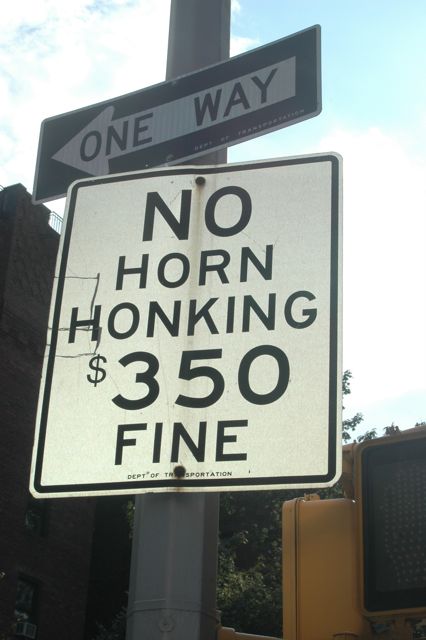 ONE WAY
DEPT OF TRANSPORTATION
NO
HORN
HONKING
$350
FINE
DEPT OF TRANSPORTATION